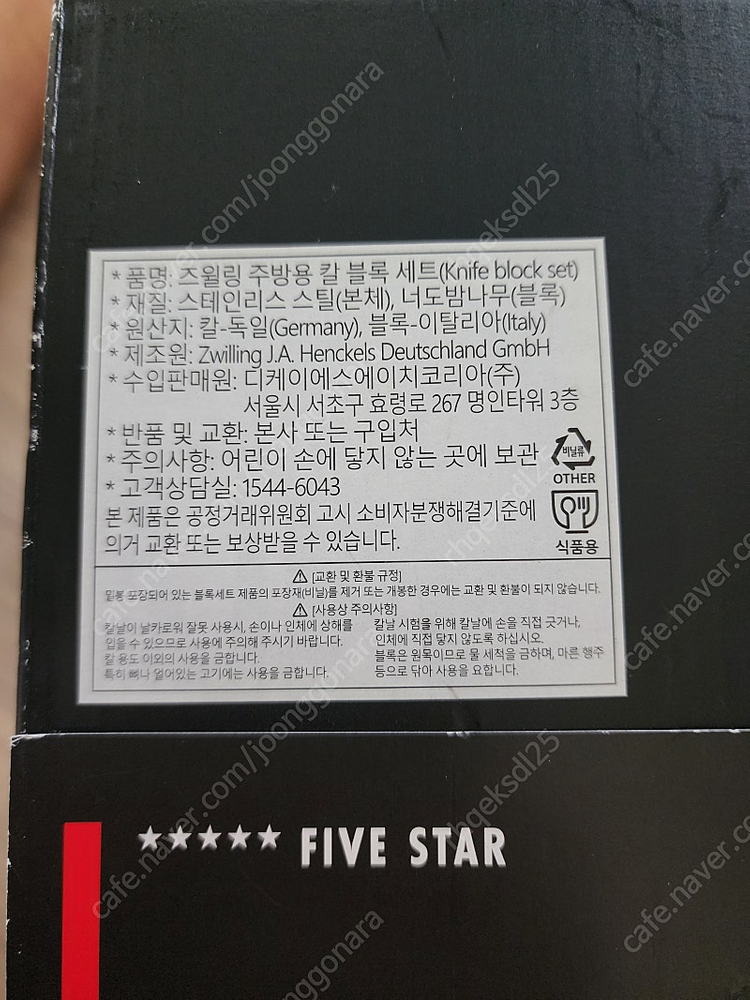 * 품명: 즈윌링 주방용 칼 블록 세트(Knife block set)
* 재질: 스테인리스 스틸(본체), 너도밤나무(블록)
* 원산지: 칼-독일(Germany), 블록-이탈리아(Italy)
* 제조원: Zwilling J.A. Henckels Deutschland GmbH
* 수입판매원: 디케이에스에이치코리아(주)
서울시 서초구 효령로 267 명인타워 3층
* 반품 및 교환: 본사 또는 구입처
* 주의사항: 어린이 손에 닿지 않는 곳에 보관
* 고객상담실: 1544-6043
본 제품은 공정거래위원회 고시 소비자분쟁해결기준에
의거 교환 또는 보상받을 수 있습니다.
비닐류
OTHER
식품용
[교환 및 환불 규정]
밀봉 포장되어 있는 블록세트 제품의 포장재(비닐)를 제거 또는 개봉한 경우에는 교환 및 환불이 되지 않습니다.
[사용상 주의사항]
칼날이 날카로워 잘못 사용시, 손이나 인체에 상해를
입을 수 있으므로 사용에 주의해 주시기 바랍니다.
칼 용도 이외의 사용을 금합니다.
특히 뼈나 얼어있는 고기에는 사용을 금합니다.
칼날 시험을 위해 칼날에 손을 직접 긋거나,
인체에 직접 닿지 않도록 하십시오.
블록은 원목이므로 물 세척을 금하며, 마른 행주
등으로 닦아 사용을 요합니다.
★★★★★ FIVE STAR
cafe.naver.com/joonggonara
rhqeksdl25